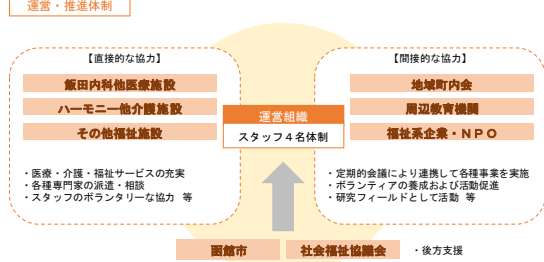 運営・推進体制
【直接的な協力】
飯田内科他医療施設
ハーモニー他介護施設
その他福祉施設
・医療・介護・福祉サービスの充実
・各種専門家の派遣・相談
・スタッフのボランタリーな協力 等
運営組織
スタッフ４名体制
【間接的な協力】
地域町内会
周辺教育機関
福祉系企業・ＮＰＯ
・定期的会議により連携して各種事業を実施
・ボランティアの養成および活動促進
・研究フィールドとして活動 等
函館市
社会福祉協議会
・後方支援